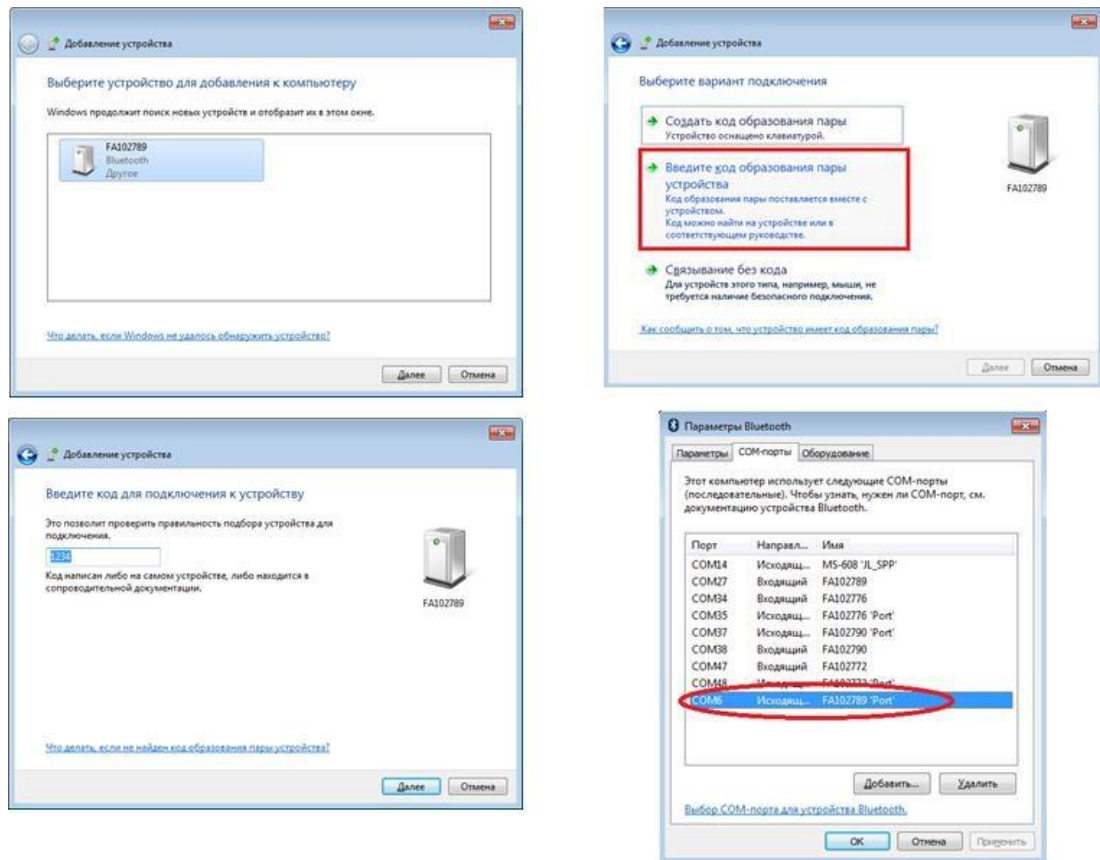 Добавление устройства
Выберите устройство для добавления к компьютеру
Windows продолжит поиск новых устройств и отобразит их в этом окне.
FA102789
Bluetooth
Другое
Что делать, если Windows не удалось обнаружить устройство?
Далее
Отмена
Добавление устройства
Выберите вариант подключения
Создать код образования пары
Устройство оснащено клавиатурой.
Введите код образования пары
устройства
Код образования пары поставляется вместе с
устройством.
Код можно найти на устройстве или в
соответствующем руководстве.
Связывание без кода
Для устройств этого типа, например, мыши, не
требуется наличие безопасного подключения.
FA102789
Как сообщить о том, что устройство имеет код образования пары?
Далее
Отмена
Добавление устройства
Введите код для подключения к устройству
Это позволит проверить правильность подбора устройства для
подключения.
1234
Код написан либо на самом устройстве, либо находится в
сопроводительной документации.
FA102789
Что делать, если не найден код образования пары устройства?
Далее
Отмена
Параметры Bluetooth
Параметры COM-порты Оборудование
Этот компьютер использует следующие COM-порты
(последовательные). Чтобы узнать, нужен ли COM-порт, см.
документацию устройства Bluetooth.
Порт Направл... Имя
COM14 Исходящ... MS-608 'JL_SPP'
COM27 Входящий FA102789
COM34 Входящий FA102776
COM35 Исходящ... FA102776 'Port'
COM37 Исходящ... FA102790 'Port'
COM38 Входящий FA102790
COM47 Входящий FA102772
COM48 Исходящ... FA102772 'Port'
COM6 Исходящ... FA102789 'Port'
Добавить... Удалить
Выбор COM-порта для устройства Bluetooth.
OK Отмена Применить